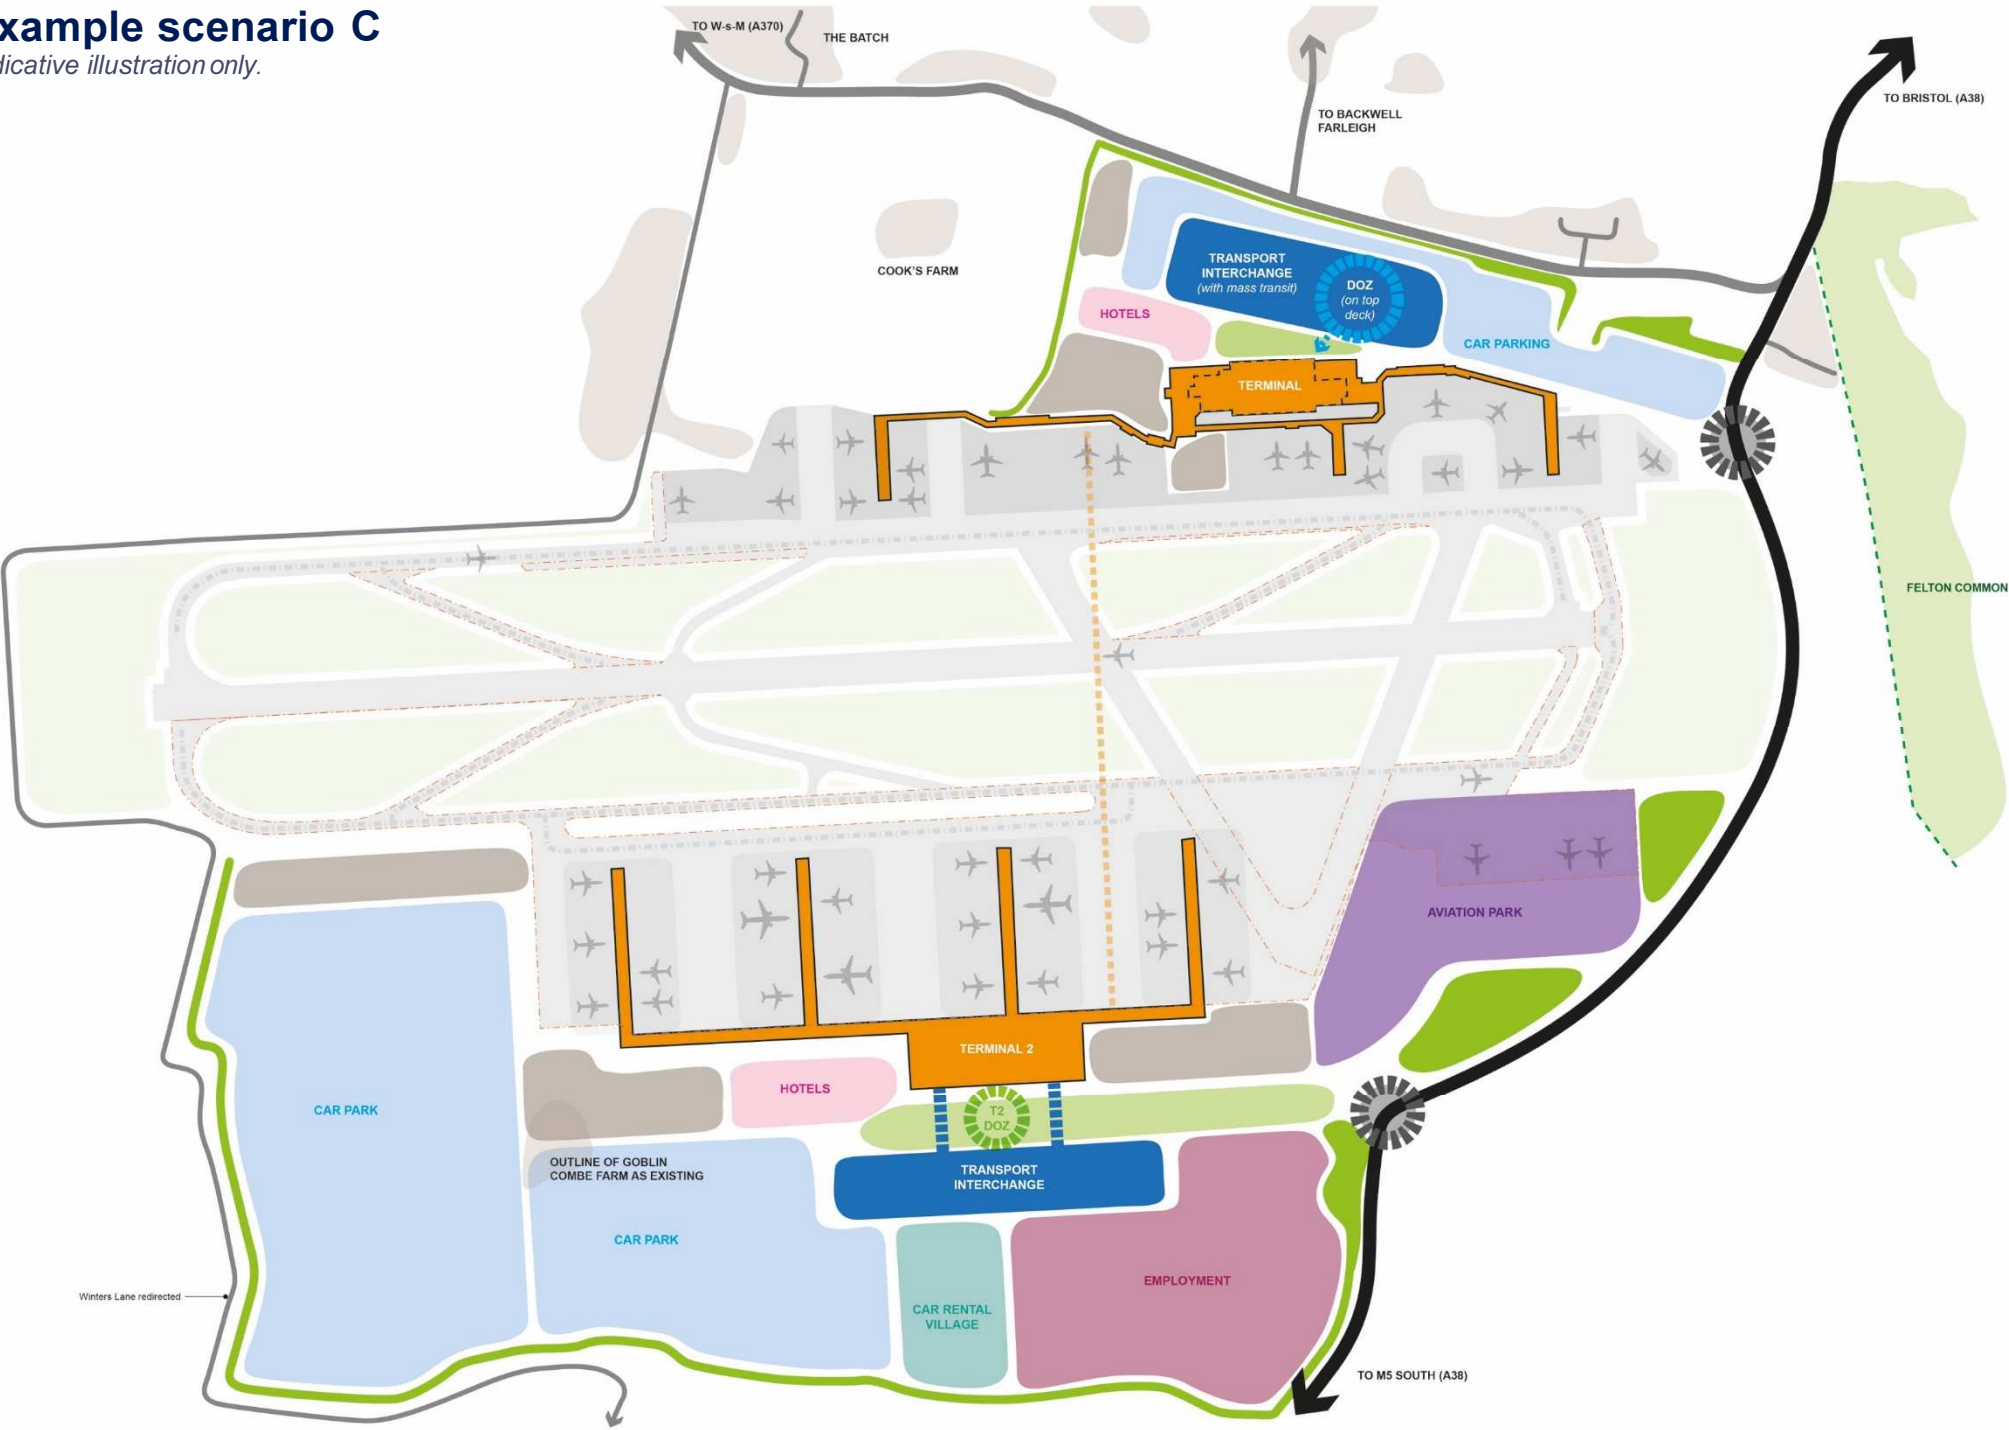 xample scenario C
dicative illustration only.
TO W-s-M (A370)
THE BATCH
TO BACKWELL
FARLEIGH
TO BRISTOL (A38)
COOK'S FARM
TRANSPORT
INTERCHANGE
(with mass transit)
DOZ
(on top
deck)
HOTELS
CAR PARKING
TERMINAL
FELTON COMMON
AVIATION PARK
TERMINAL 2
HOTELS
CAR PARK
T2
DOZ
OUTLINE OF GOBLIN
COMBE FARM AS EXISTING
TRANSPORT
INTERCHANGE
CAR PARK
EMPLOYMENT
Winters Lane redirected
CAR RENTAL
VILLAGE
TO M5 SOUTH (A38)